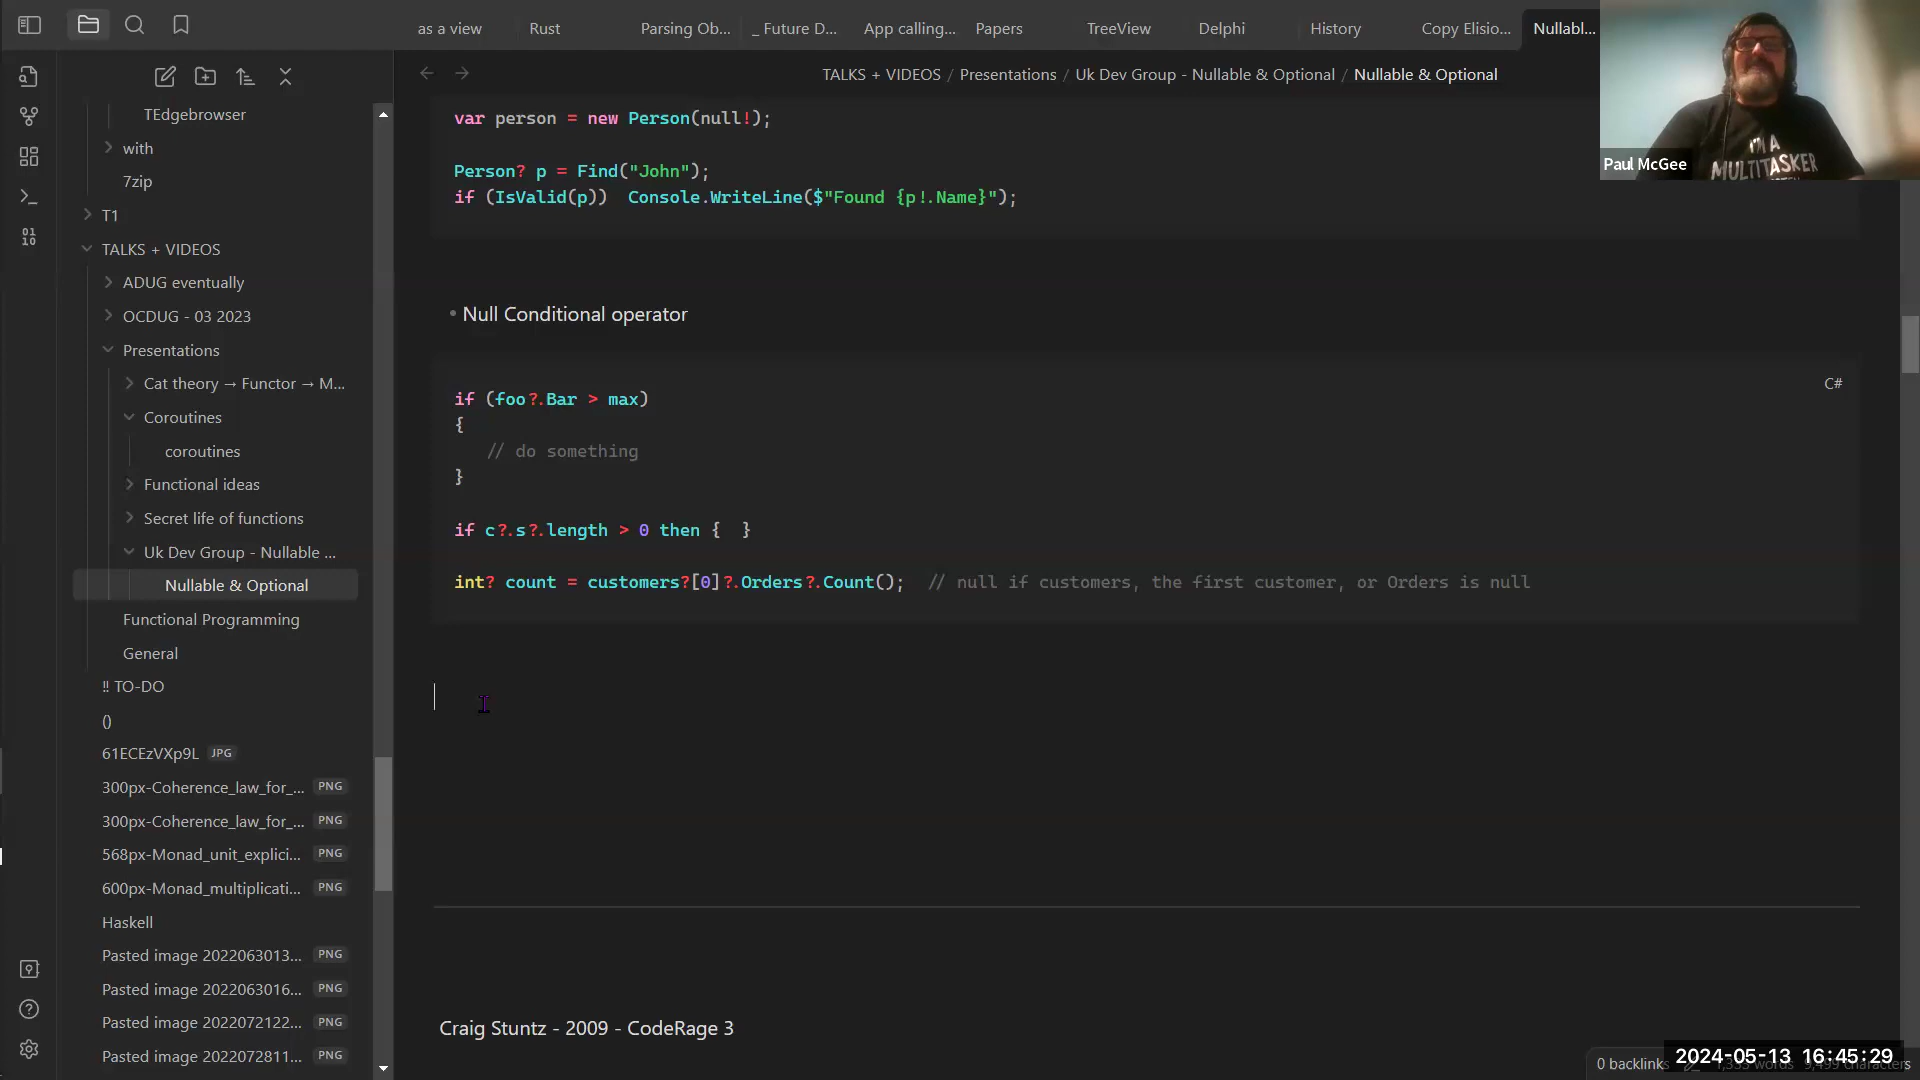 as a view
Rust
Parsing Ob...
_ Future D...
App calling...
Papers
TreeView
Delphi
History
Copy Elisio...
Nullabl...
TALKS + VIDEOS / Presentations / Uk Dev Group - Nullable & Optional / Nullable & Optional
TEdgebrowser
with
7zip
T1
TALKS + VIDEOS
ADUG eventually
OCDUG - 03 2023
Presentations
Cat theory → Functor → M...
Coroutines
coroutines
Functional ideas
Secret life of functions
Uk Dev Group - Nullable ...
Nullable & Optional
Functional Programming
General
!! TO-DO
()
61ECEzVXp9L JPG
300px-Coherence_law_for_... PNG
300px-Coherence_law_for_... PNG
568px-Monad_unit_explici... PNG
600px-Monad_multiplicati... PNG
Haskell
Pasted image 2022063013... PNG
Pasted image 2022063016... PNG
Pasted image 2022072122... PNG
Pasted image 2022072811... PNG
var person = new Person(null!);
Person? p = Find("John");
if (IsValid(p))  Console.WriteLine($"Found {p!.Name}");
• Null Conditional operator
C#
if (foo?.Bar > max)
{
// do something
}
if c?.s?.length > 0 then {  }
int? count = customers?[0]?.Orders?.Count();  // null if customers, the first customer, or Orders is null
Craig Stuntz - 2009 - CodeRage 3
I'M A
MULTITASKER
Paul McGee
0 backlinks
2024-05-13 16:45:29